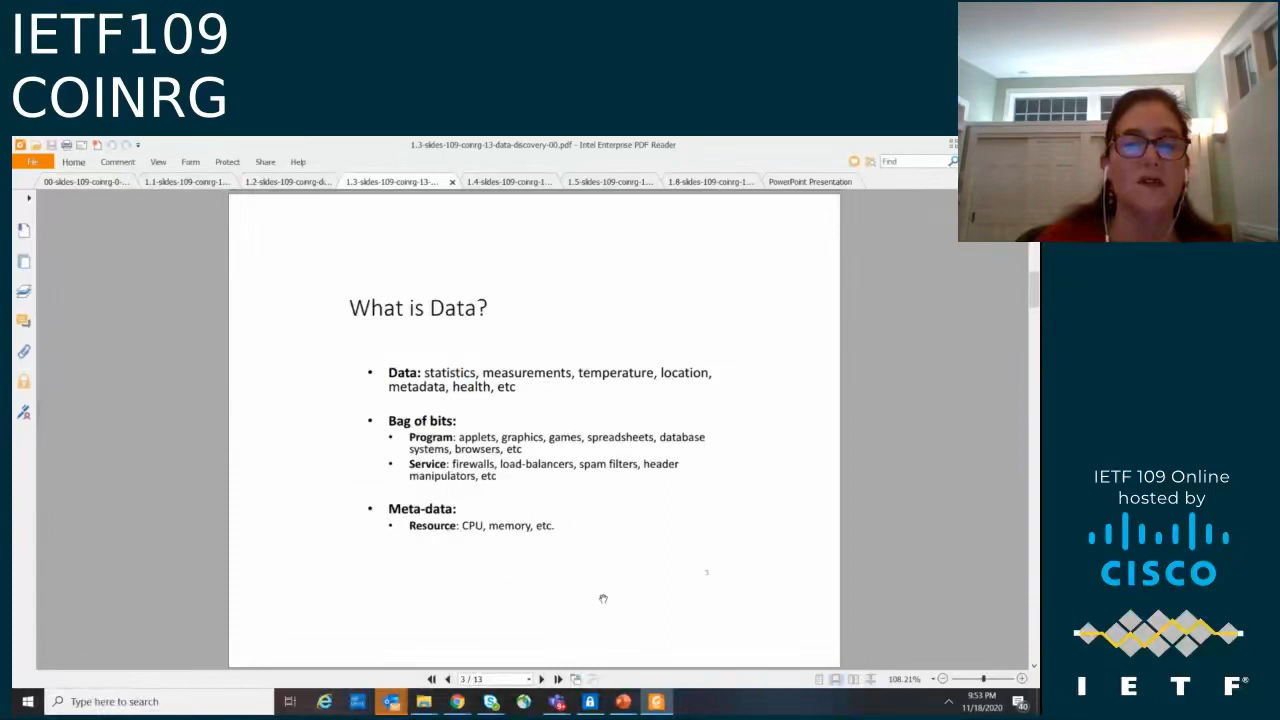 IETF109
COINRG
1.3-slides-109-coinrg-13-data-discovery-00.pdf - Intel Enterprise PDF Reader
File Home Comment View Form Protect Share Help
Find
00-slides-109-coinrg-0-... 1.1-slides-109-coinrg-1... 1.2-slides-109-coinrg-di... 1.3-slides-109-coinrg-13-... 1.4-slides-109-coinrg-1... 1.5-slides-109-coinrg-1... 1.8-slides-109-coinrg-1... PowerPoint Presentation
What is Data?
• Data: statistics, measurements, temperature, location,
metadata, health, etc
• Bag of bits:
• Program: applets, graphics, games, spreadsheets, database
systems, browsers, etc
• Service: firewalls, load-balancers, spam filters, header
manipulators, etc
• Meta-data:
• Resource: CPU, memory, etc.
3
3 / 13
108.21%
Type here to search
9:53 PM
11/18/2020
40
IETF 109 Online
hosted by
CISCO
I E T F®